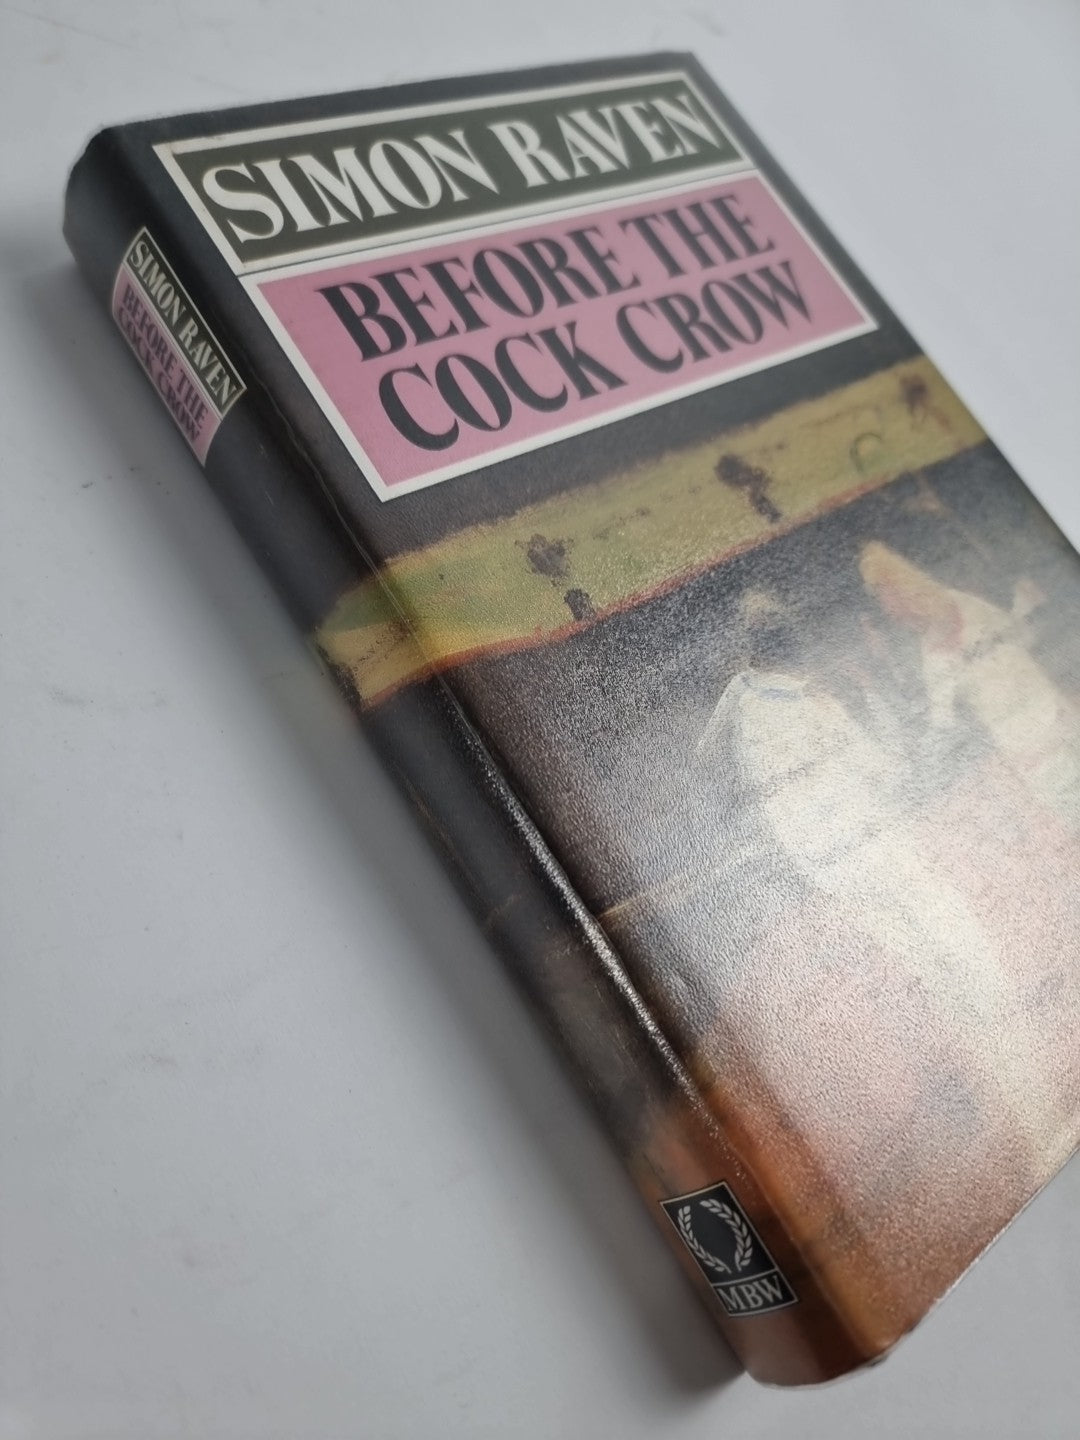 SIMON RAVEN
BEFORE THE
COCK CROW
SIMON RAVEN
BEFORE THE
COCK CROW
MBW